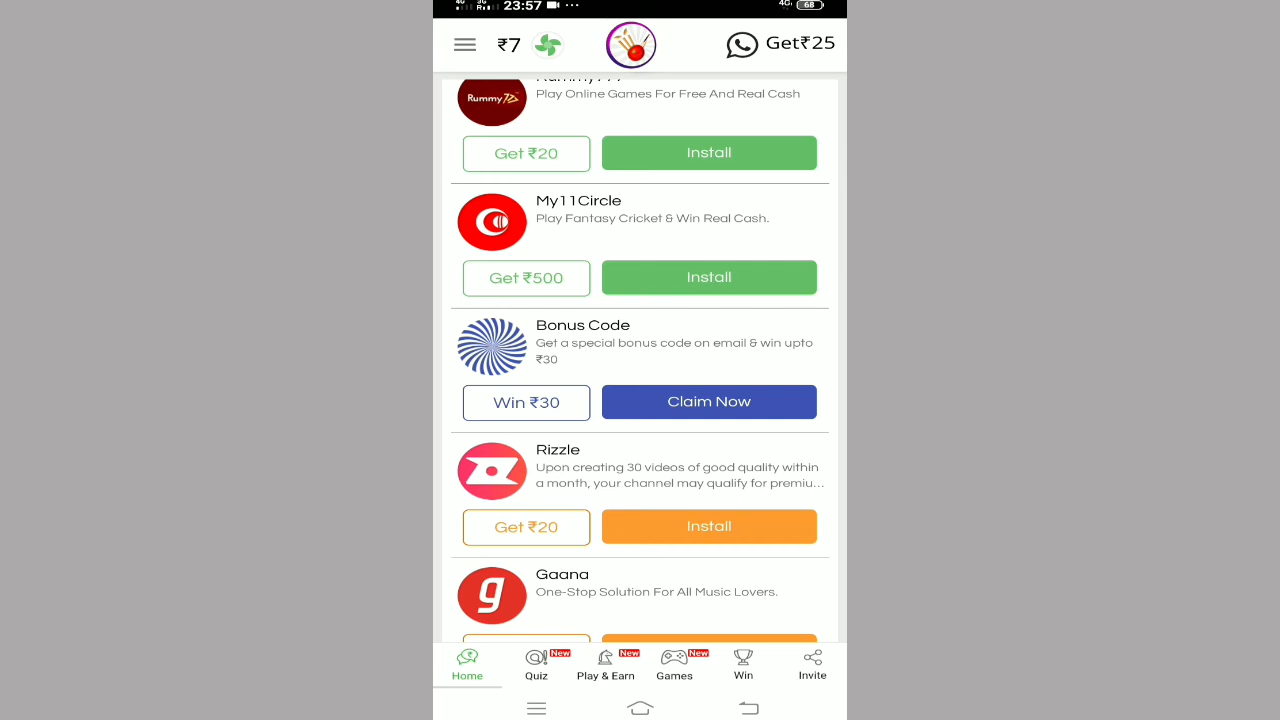 23:57
68
₹7
Get₹25
Rummy777
Play Online Games For Free And Real Cash
Get ₹20
Install
My11Circle
Play Fantasy Cricket & Win Real Cash.
Get ₹500
Install
Bonus Code
Get a special bonus code on email & win upto
₹30
Win ₹30
Claim Now
Rizzle
Upon creating 30 videos of good quality within
a month, your channel may qualify for premiu...
Get ₹20
Install
Gaana
One-Stop Solution For All Music Lovers.
New
New
New
Home
Quiz
Play & Earn
Games
Win
Invite